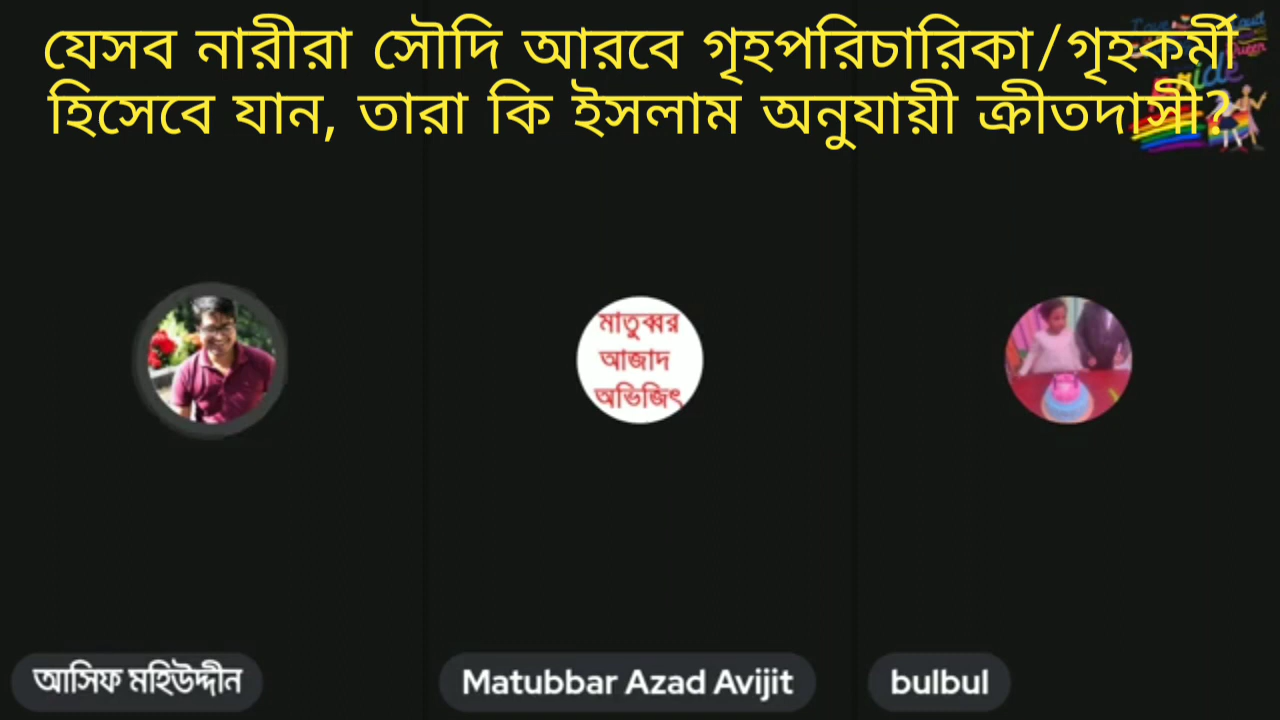 যেসব নারীরা সৌদি আরবে গৃহপরিচারিকা/গৃহকর্মী
হিসেবে যান, তারা কি ইসলাম অনুযায়ী ক্রীতদাসী?
মাতুব্বর
আজাদ
অভিজিৎ
আসিফ মহিউদ্দীন
Matubbar Azad Avijit
bulbul